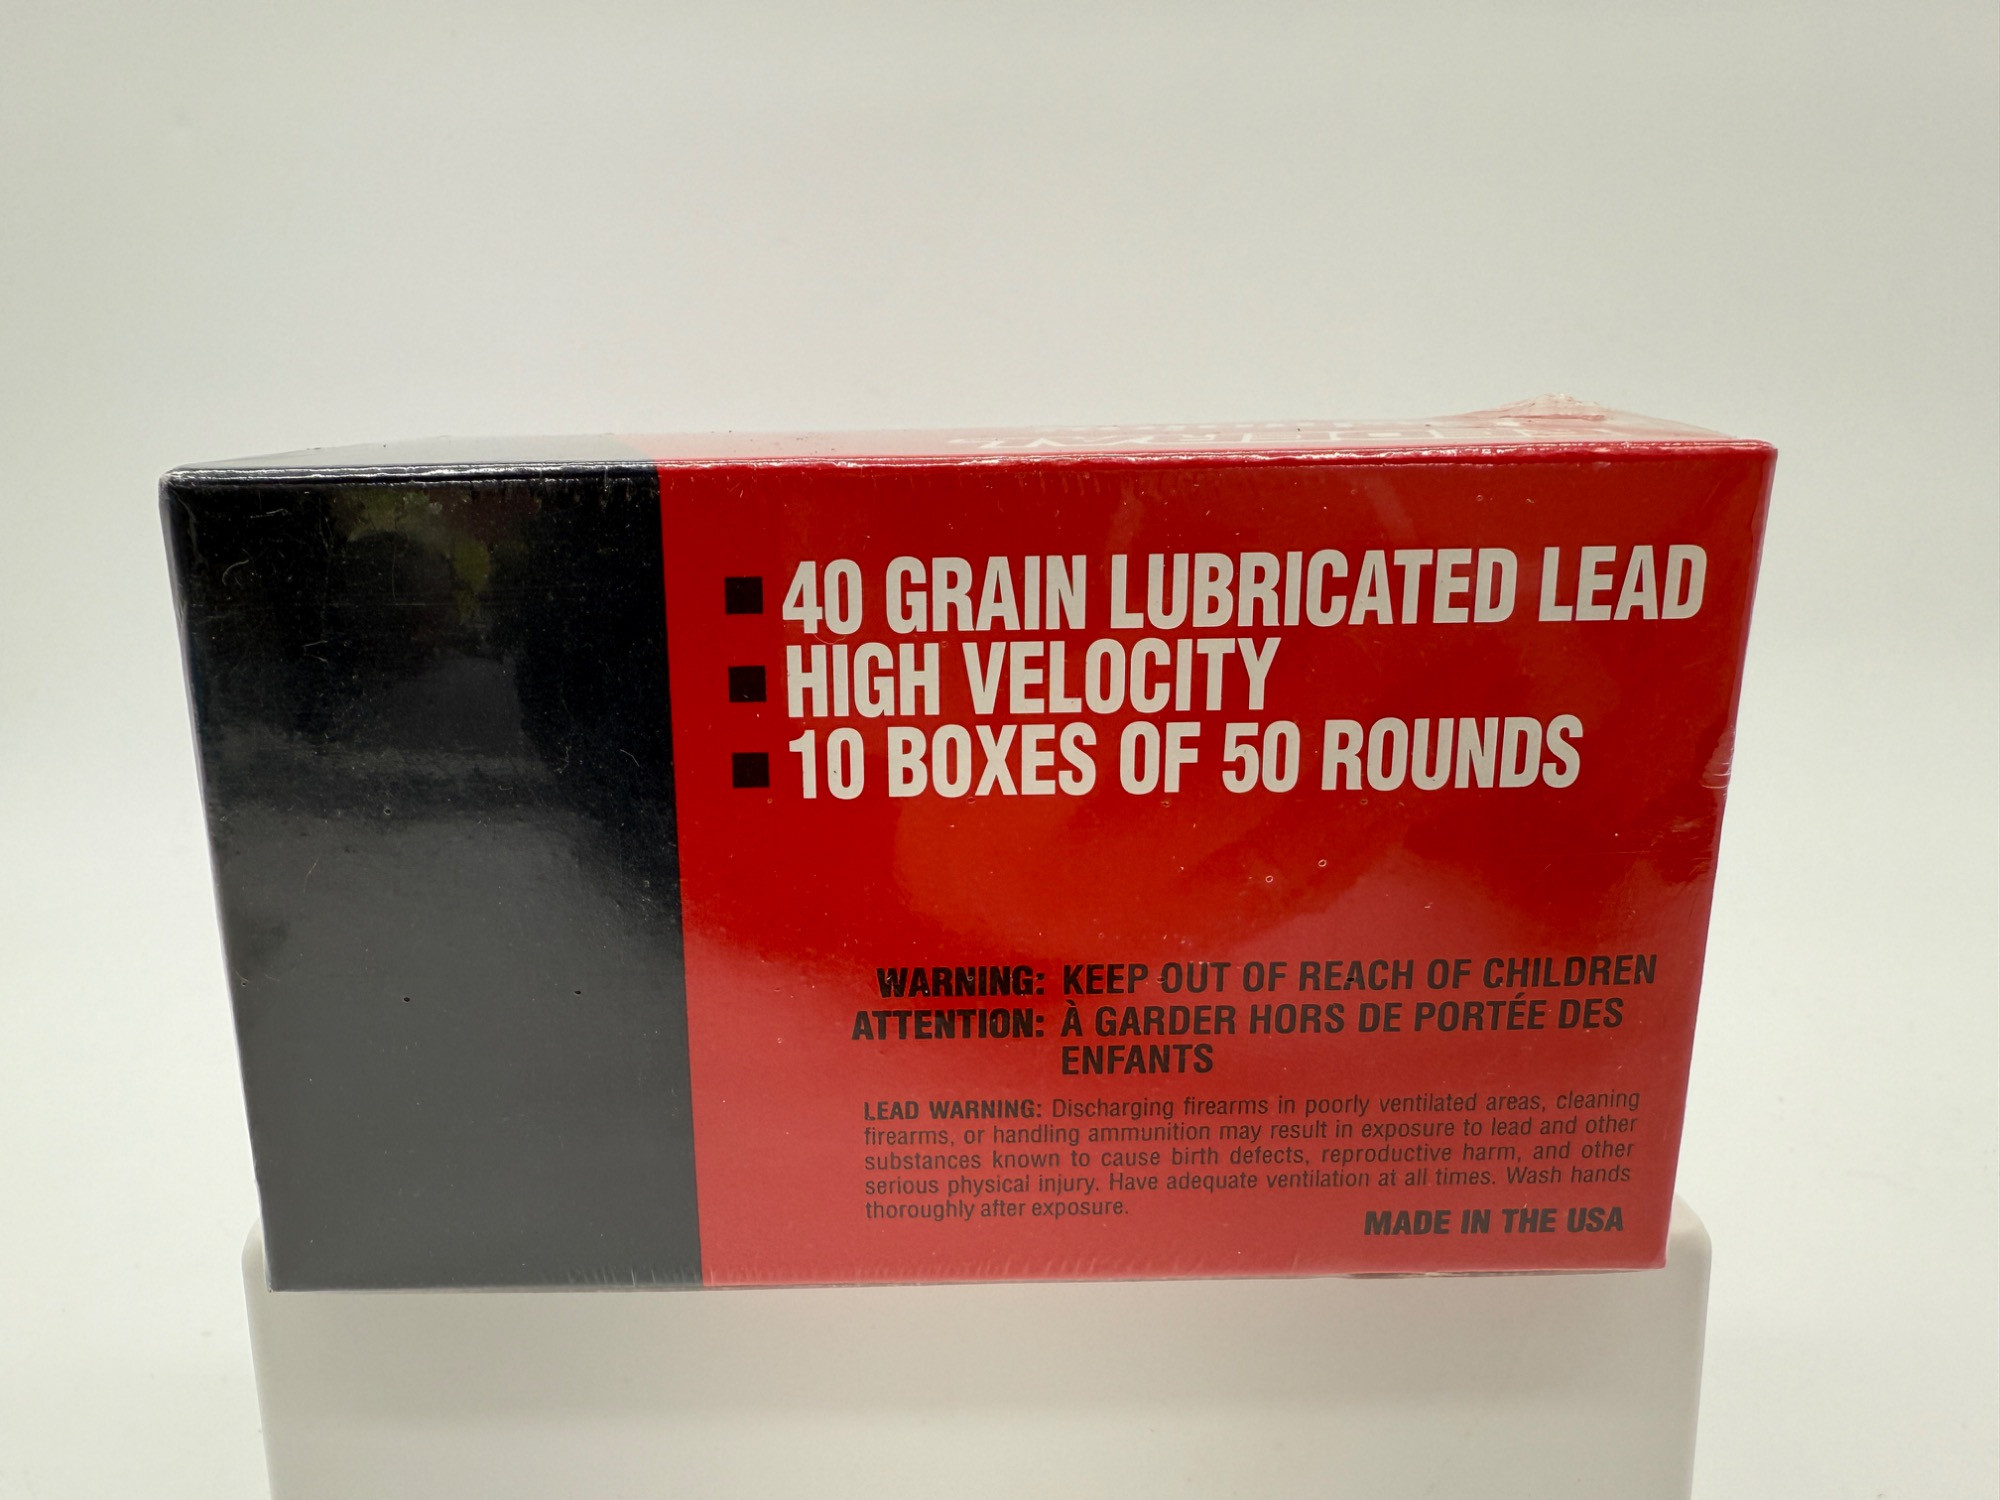 40 GRAIN LUBRICATED LEAD
HIGH VELOCITY
10 BOXES OF 50 ROUNDS
WARNING: KEEP OUT OF REACH OF CHILDREN
ATTENTION: À GARDER HORS DE PORTÉE DES
ENFANTS
LEAD WARNING: Discharging firearms in poorly ventilated areas, cleaning
firearms, or handling ammunition may result in exposure to lead and other
substances known to cause birth defects, reproductive harm, and other
serious physical injury. Have adequate ventilation at all times. Wash hands
thoroughly after exposure.
MADE IN THE USA